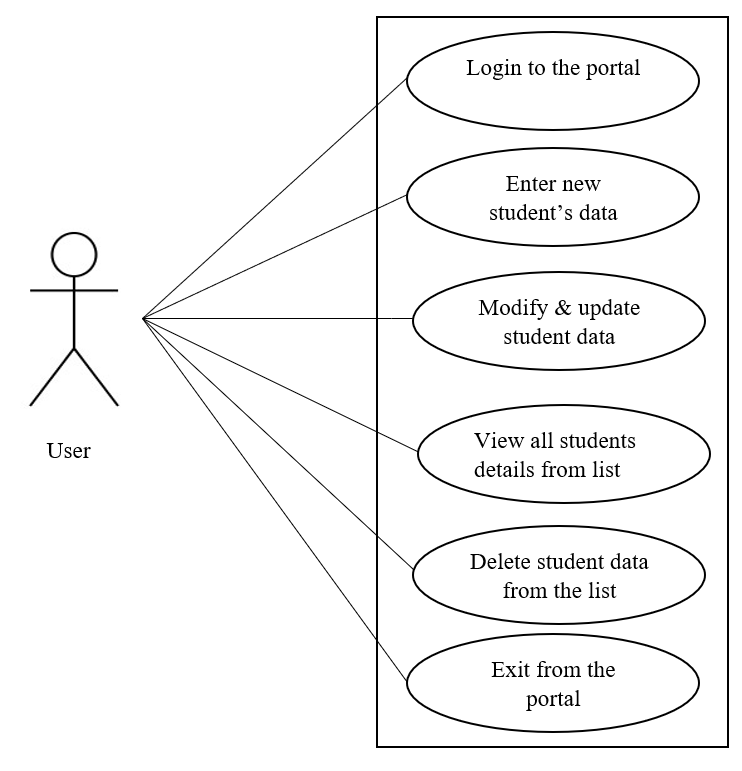 Login to the portal
Enter new
student’s data
Modify & update
student data
User
View all students
details from list
Delete student data
from the list
Exit from the
portal